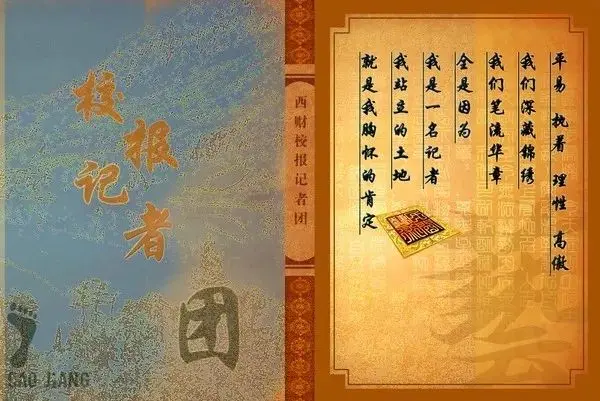 校报记者团
JIANG
西财校报记者团
平易 执着 理性 高傲
我们深藏锦绣
我们笔流华章
全是因为
我是一名记者
我站立的土地
就是我胸怀的肯定